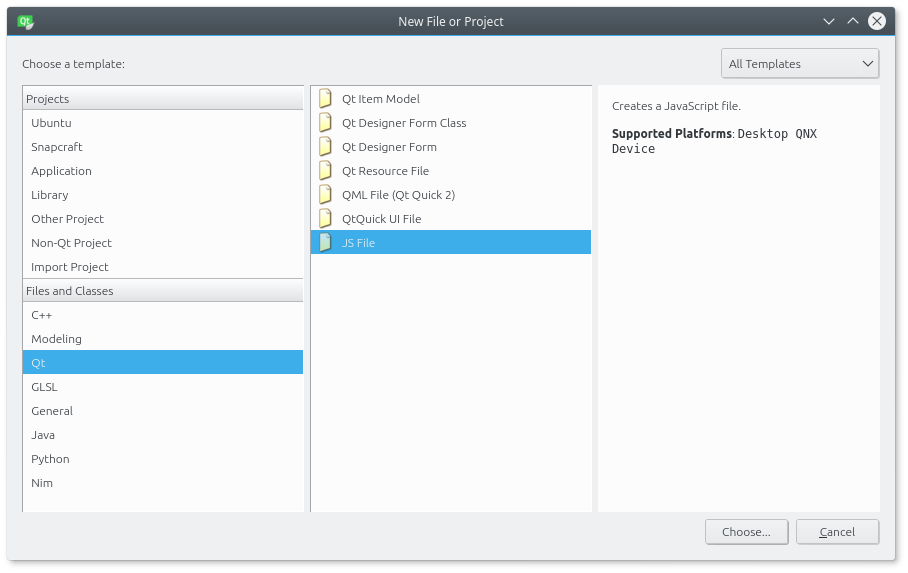 Qt
New File or Project
Choose a template:
All Templates
Projects
Ubuntu
Snapcraft
Application
Library
Other Project
Non-Qt Project
Import Project
Files and Classes
C++
Modeling
Qt
GLSL
General
Java
Python
Nim
Qt Item Model
Qt Designer Form Class
Qt Designer Form
Qt Resource File
QML File (Qt Quick 2)
QtQuick UI File
JS File
Creates a JavaScript file.
Supported Platforms: Desktop QNX
Device
Choose...
Cancel